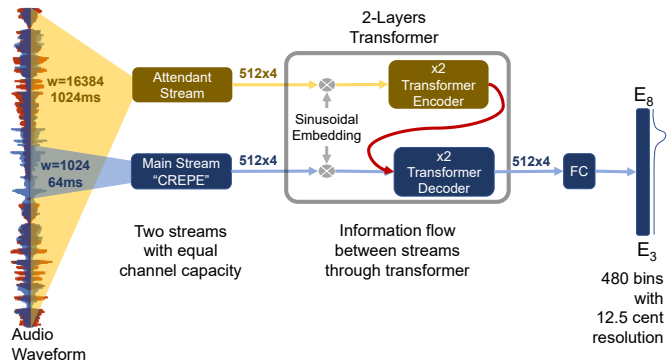 2-Layers
Transformer
w=16384
1024ms
Attendant
Stream
512x4
x2
Transformer
Encoder
Sinusoidal
Embedding
w=1024
64ms
Main Stream
“CREPE”
512x4
x2
Transformer
Decoder
512x4
FC
E8
E3
Two streams
with equal
channel capacity
Information flow
between streams
through transformer
480 bins
with
12.5 cent
resolution
Audio
Waveform